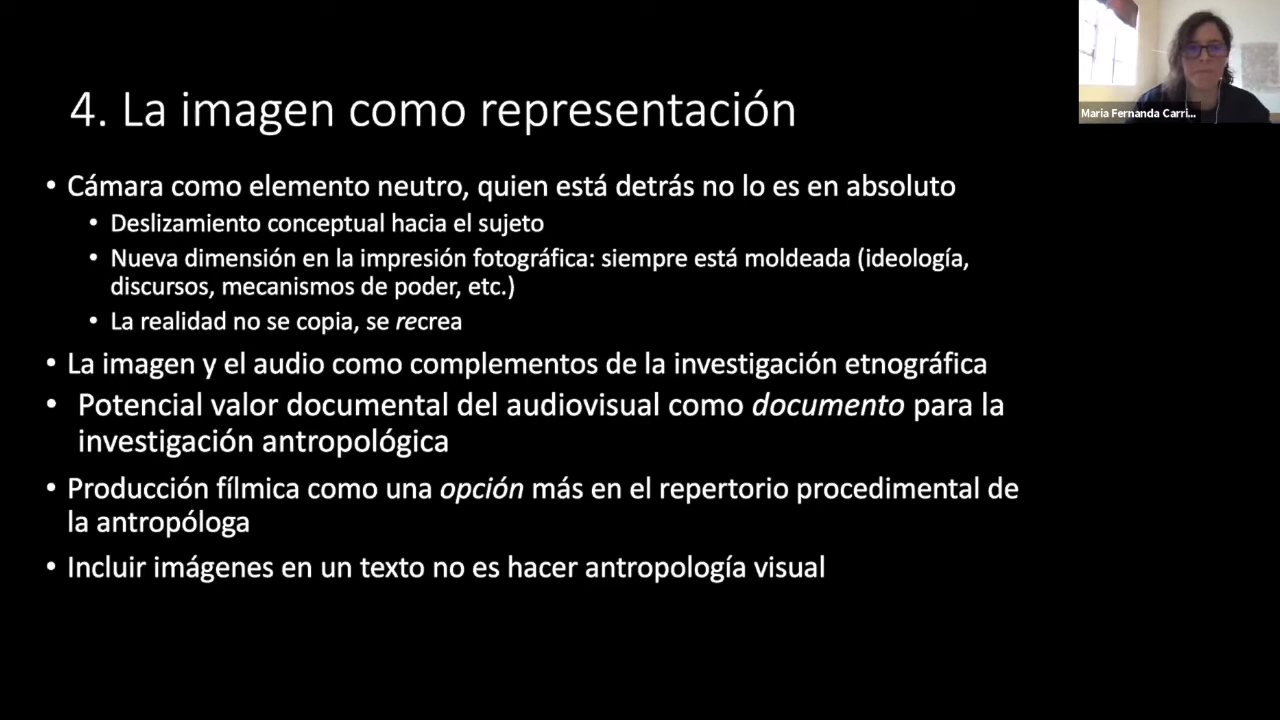 4. La imagen como representación
• Cámara como elemento neutro, quien está detrás no lo es en absoluto
• Deslizamiento conceptual hacia el sujeto
• Nueva dimensión en la impresión fotográfica: siempre está moldeada (ideología,
discursos, mecanismos de poder, etc.)
• La realidad no se copia, se recrea
• La imagen y el audio como complementos de la investigación etnográfica
• Potencial valor documental del audiovisual como documento para la
investigación antropológica
• Producción fílmica como una opción más en el repertorio procedimental de
la antropóloga
• Incluir imágenes en un texto no es hacer antropología visual
Maria Fernanda Carri...